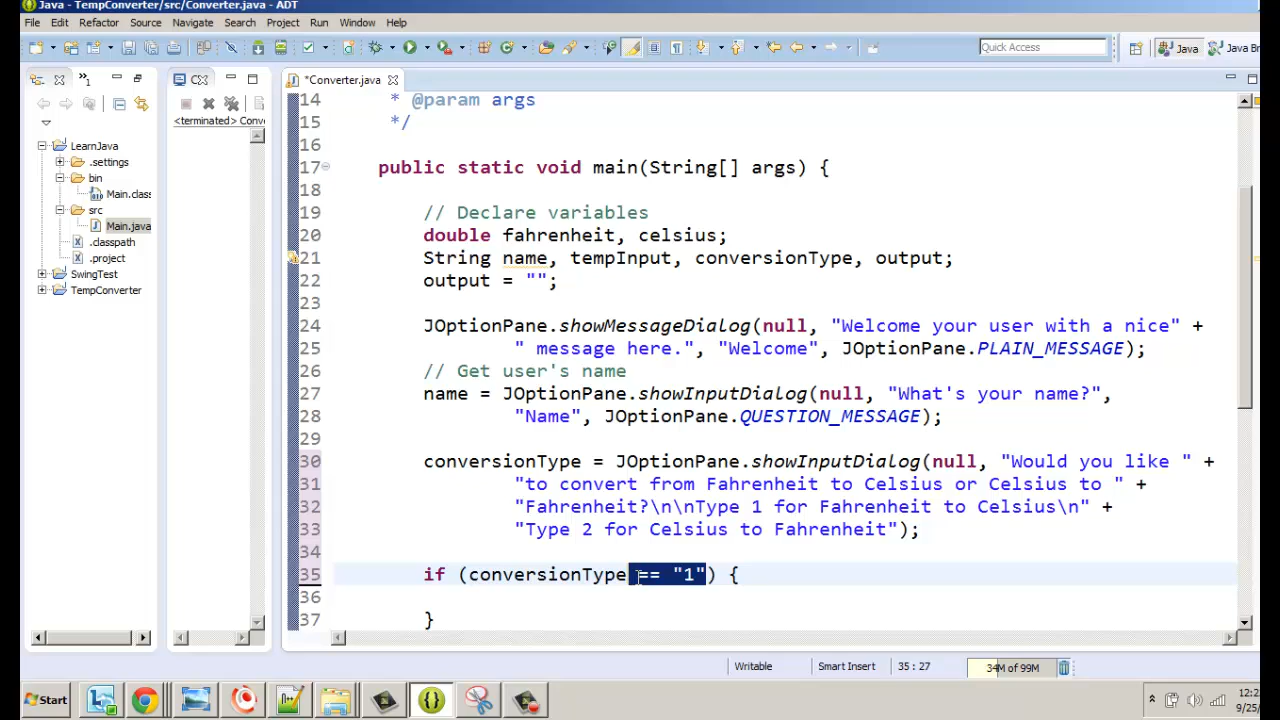 Java - TempConverter/src/Converter.java - ADT
File Edit Refactor Source Navigate Search Project Run Window Help
Quick Access
Java
Java Br
*Converter.java
<terminated> Conv
LearnJava
.settings
bin
Main.class
src
Main.java
.classpath
.project
SwingTest
TempConverter
14 * @param args
15 */
16
17 public static void main(String[] args) {
18
19 // Declare variables
20 double fahrenheit, celsius;
21 String name, tempInput, conversionType, output;
22 output = "";
23
24 JOptionPane.showMessageDialog(null, "Welcome your user with a nice" +
25 " message here.", "Welcome", JOptionPane.PLAIN_MESSAGE);
26 // Get user's name
27 name = JOptionPane.showInputDialog(null, "What's your name?",
28 "Name", JOptionPane.QUESTION_MESSAGE);
29
30 conversionType = JOptionPane.showInputDialog(null, "Would you like " +
31 "to convert from Fahrenheit to Celsius or Celsius to " +
32 "Fahrenheit?\n\nType 1 for Fahrenheit to Celsius\n" +
33 "Type 2 for Celsius to Fahrenheit");
34
35 if (conversionType == "1") {
36
37 }
Writable
Smart Insert
35 : 27
34M of 99M
Start
12:2
9/25/